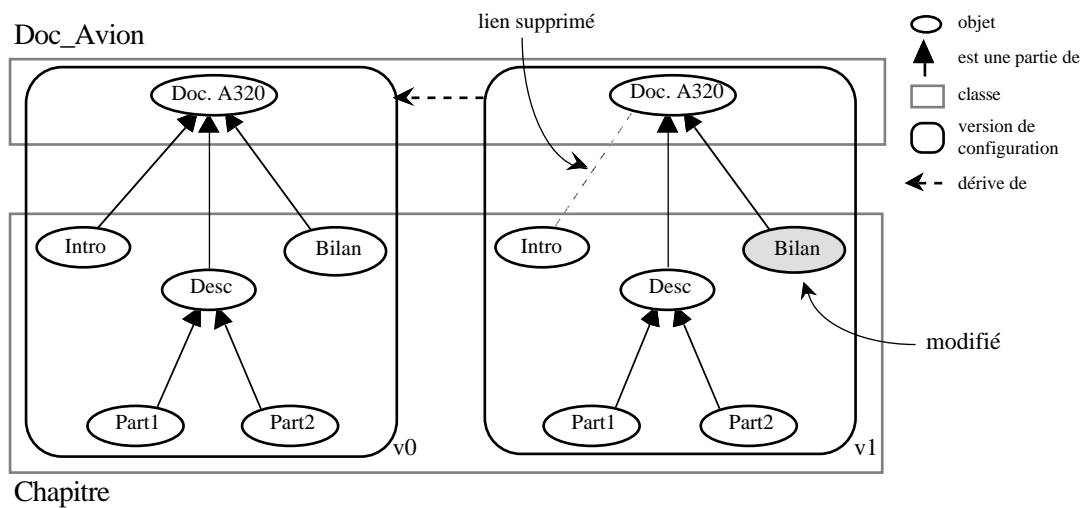 lien supprimé
objet
Doc_Avion
est une partie de
Doc. A320
Doc. A320
classe
version de
configuration
dérive de
Intro
Bilan
Intro
Bilan
Desc
Desc
modifié
Part1
Part2
Part1
Part2
v0
v1
Chapitre